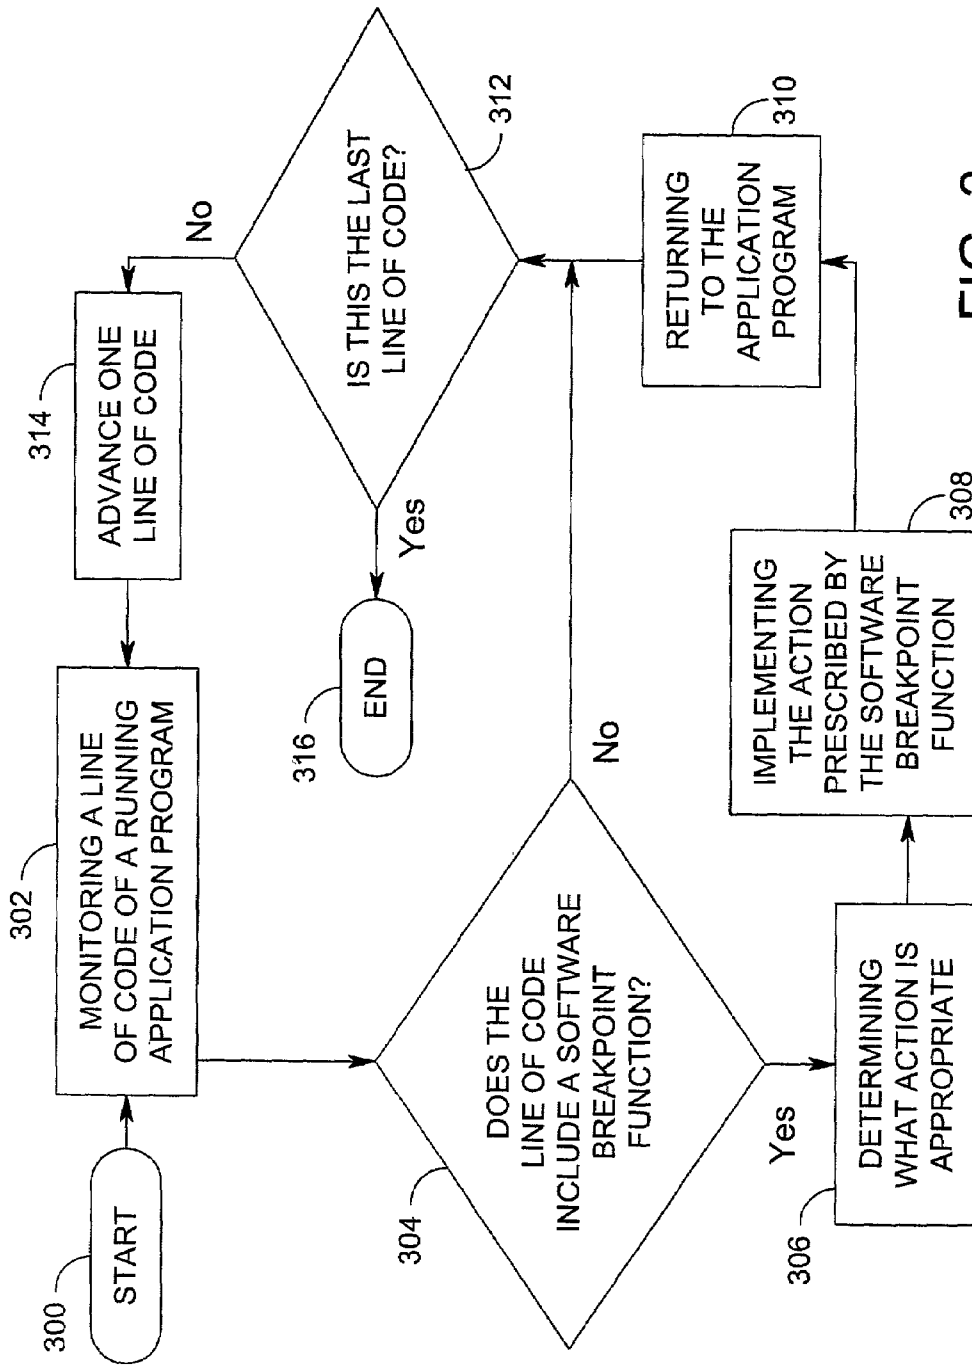 300
START
302
MONITORING A LINE
OF CODE OF A RUNNING
APPLICATION PROGRAM
314
ADVANCE ONE
LINE OF CODE
No
304
DOES THE
LINE OF CODE
INCLUDE A SOFTWARE
BREAKPOINT
FUNCTION?
316
END
Yes
IS THIS THE LAST
LINE OF CODE?
312
No
Yes
306
DETERMINING
WHAT ACTION IS
APPROPRIATE
IMPLEMENTING
THE ACTION
PRESCRIBED BY
THE SOFTWARE
BREAKPOINT
FUNCTION
308
RETURNING
TO THE
APPLICATION
PROGRAM
310
FIG.